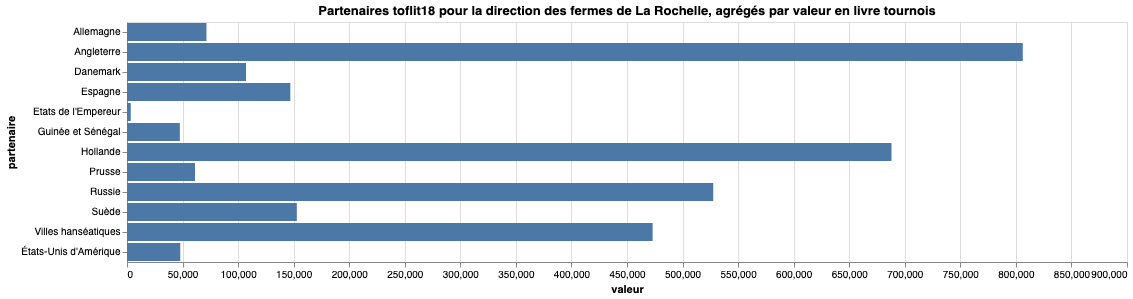 Partenaires toflit18 pour la direction des fermes de La Rochelle, agrégés par valeur en livre tournois
partenaire
Allemagne
Angleterre
Danemark
Espagne
Etats de l'Empereur
Guinée et Sénégal
Hollande
Prusse
Russie
Suède
Villes hanséatiques
États-Unis d'Amérique
0 50,000 100,000 150,000 200,000 250,000 300,000 350,000 400,000 450,000 500,000 550,000 600,000 650,000 700,000 750,000 800,000 850,000 900,000
valeur